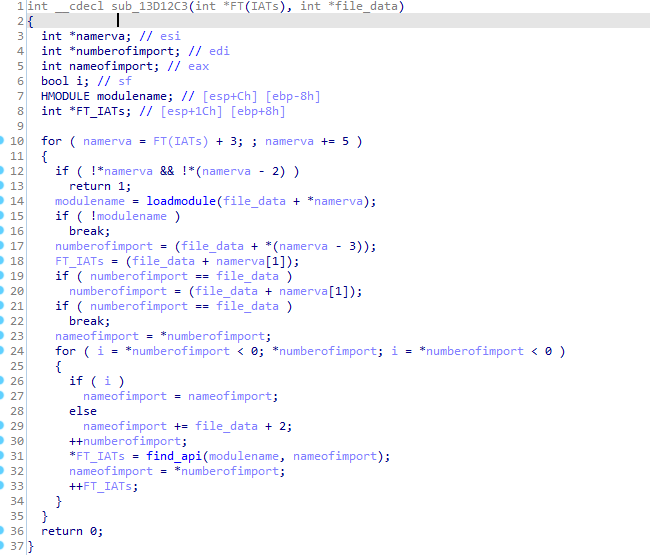 1 int __cdecl sub_13D12C3(int *FT(IATs), int *file_data)
2 {
3   int *namerva; // esi
4   int *numberofimport; // edi
5   int nameofimport; // eax
6   bool i; // sf
7   HMODULE modulename; // [esp+Ch] [ebp-8h]
8   int *FT_IATs; // [esp+1Ch] [ebp+8h]
9
10   for ( namerva = FT(IATs) + 3; ; namerva += 5 )
11   {
12     if ( !*namerva && !*(namerva - 2) )
13       return 1;
14     modulename = loadmodule(file_data + *namerva);
15     if ( !modulename )
16       break;
17     numberofimport = (file_data + *(namerva - 3));
18     FT_IATs = (file_data + namerva[1]);
19     if ( numberofimport == file_data )
20       numberofimport = (file_data + namerva[1]);
21     if ( numberofimport == file_data )
22       break;
23     nameofimport = *numberofimport;
24     for ( i = *numberofimport < 0; *numberofimport; i = *numberofimport < 0 )
25     {
26       if ( i )
27         nameofimport = nameofimport;
28       else
29         nameofimport += file_data + 2;
30       ++numberofimport;
31       *FT_IATs = find_api(modulename, nameofimport);
32       nameofimport = *numberofimport;
33       ++FT_IATs;
34     }
35   }
36   return 0;
37 }